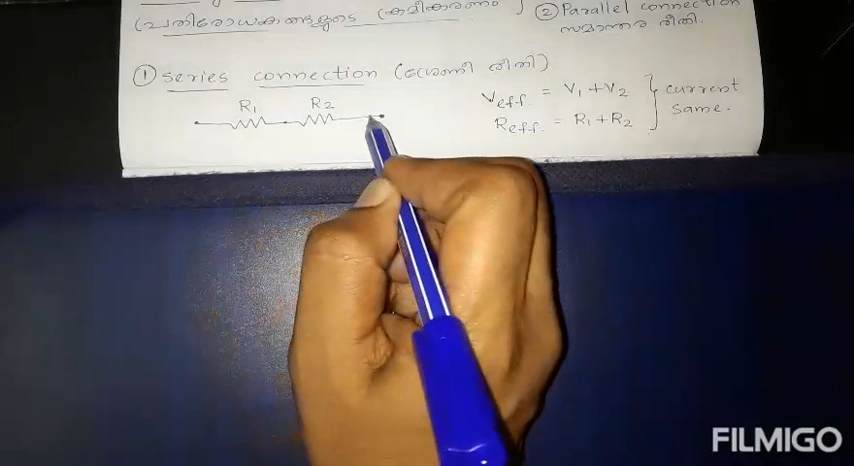 (പ്രതിരോധകങ്ങളുടെ ക്രമീകരണം)
② Parallel connection
സമാന്തര രീതി.
① Series connection (ശ്രേണീ രീതി)
R1 R2
Veff. = V1 + V2
Reff. = R1 + R2
} current same.
FILMIGO